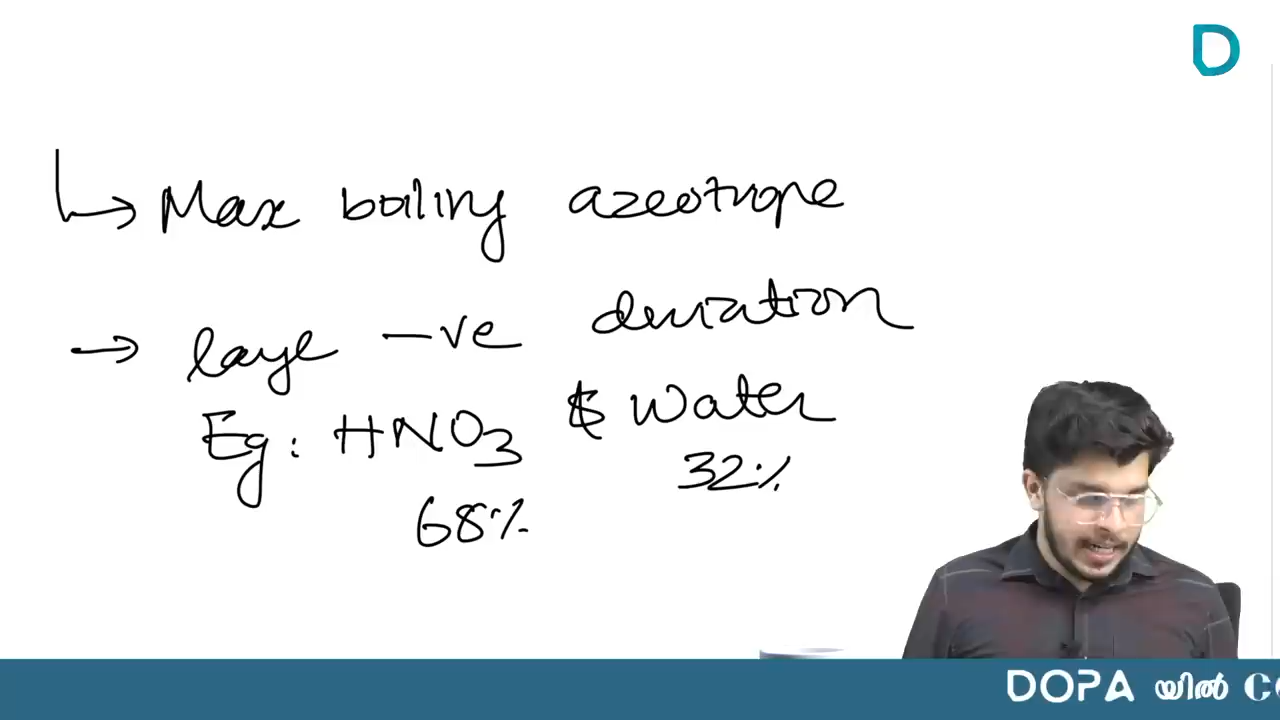 D
↳ Max boiling azeotrope
→ large -ve deviation
Eg: HNO3 & Water
68% 32%
DOPA യിൽ